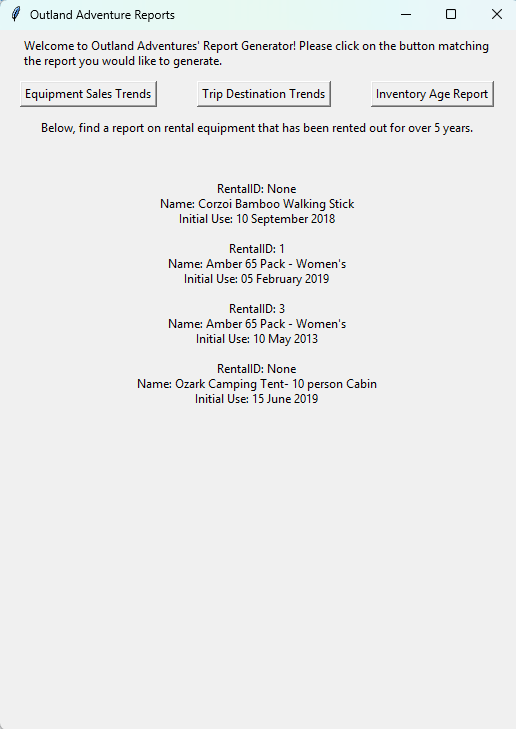 Outland Adventure Reports
Welcome to Outland Adventures' Report Generator! Please click on the button matching
the report you would like to generate.
Equipment Sales Trends
Trip Destination Trends
Inventory Age Report
Below, find a report on rental equipment that has been rented out for over 5 years.
RentalID: None
Name: Corzoi Bamboo Walking Stick
Initial Use: 10 September 2018
RentalID: 1
Name: Amber 65 Pack - Women's
Initial Use: 05 February 2019
RentalID: 3
Name: Amber 65 Pack - Women's
Initial Use: 10 May 2013
RentalID: None
Name: Ozark Camping Tent- 10 person Cabin
Initial Use: 15 June 2019